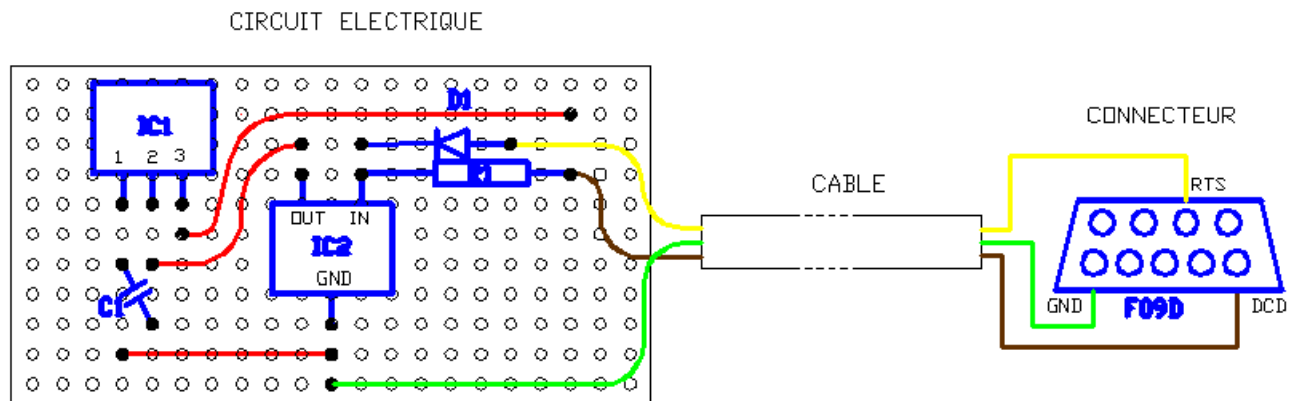 CIRCUIT ELECTRIQUE
D1
CONNECTEUR
IC1
1 2 3
CABLE
RTS
OUT IN
IC2
GND
C1
GND
F09D
DCD